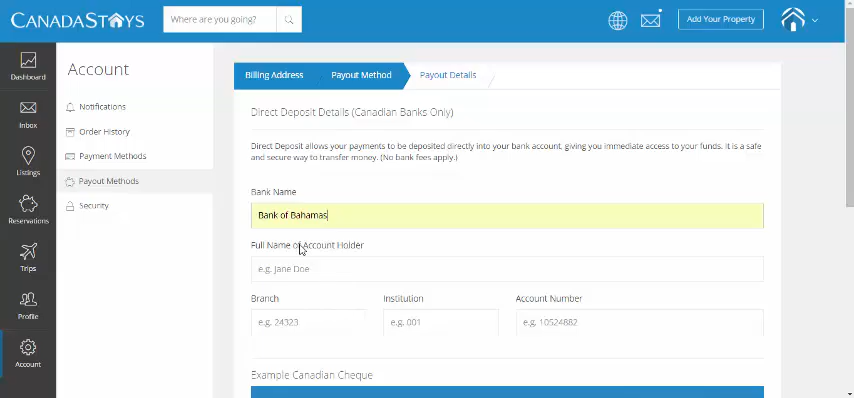 CANADASTAYS
Where are you going?
Add Your Property
Dashboard
Inbox
Listings
Reservations
Trips
Profile
Account
Account
Notifications
Order History
Payment Methods
Payout Methods
Security
Billing Address
Payout Method
Payout Details
Direct Deposit Details (Canadian Banks Only)
Direct Deposit allows your payments to be deposited directly into your bank account, giving you immediate access to your funds. It is a safe
and secure way to transfer money. (No bank fees apply.)
Bank Name
Bank of Bahamas
Full Name of Account Holder
e.g. Jane Doe
Branch
Institution
Account Number
e.g. 24323
e.g. 001
e.g. 10524882
Example Canadian Cheque